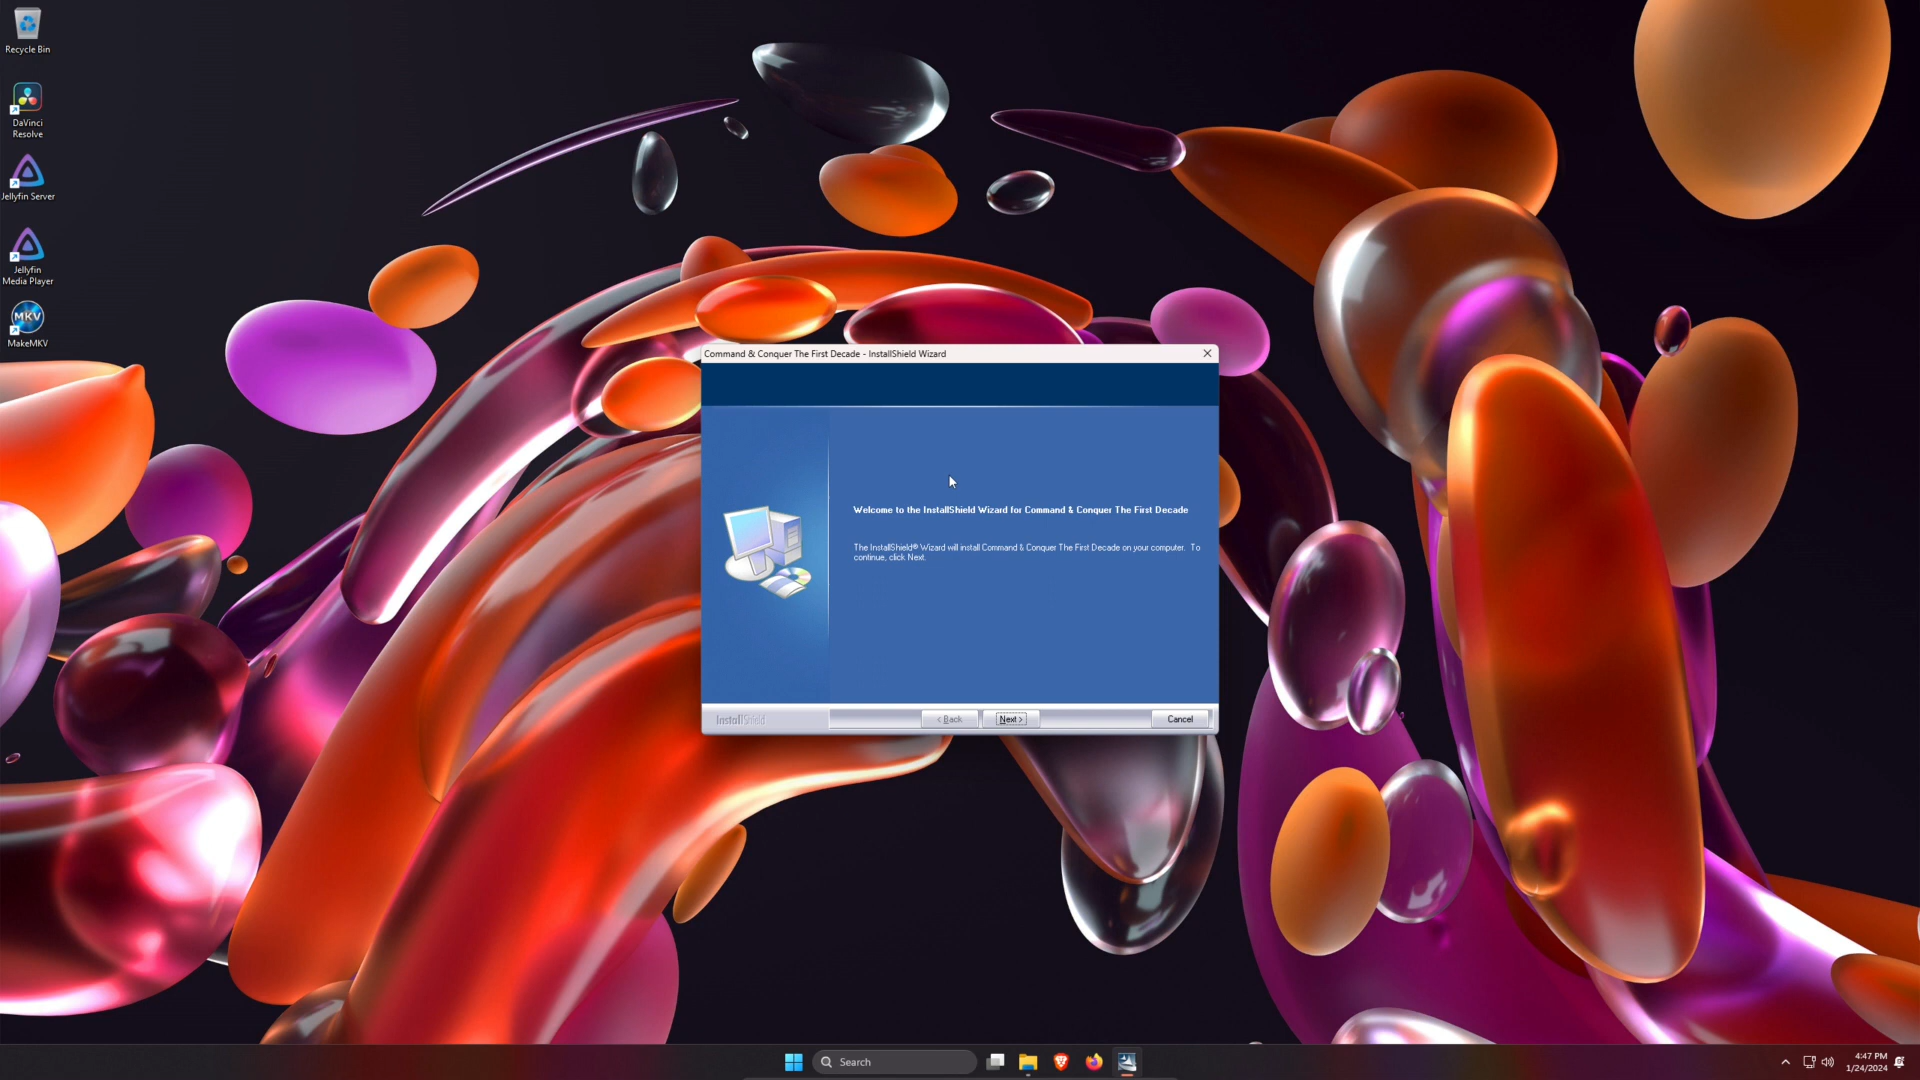 Recycle Bin
DaVinci
Resolve
Jellyfin Server
Jellyfin
Media Player
MKV
MakeMKV
Command & Conquer The First Decade - InstallShield Wizard
Welcome to the InstallShield Wizard for Command & Conquer The First Decade
The InstallShield® Wizard will install Command & Conquer The First Decade on your computer. To
continue, click Next.
InstallShield
< Back
Next >
Cancel
Search
4:47 PM
1/24/2024